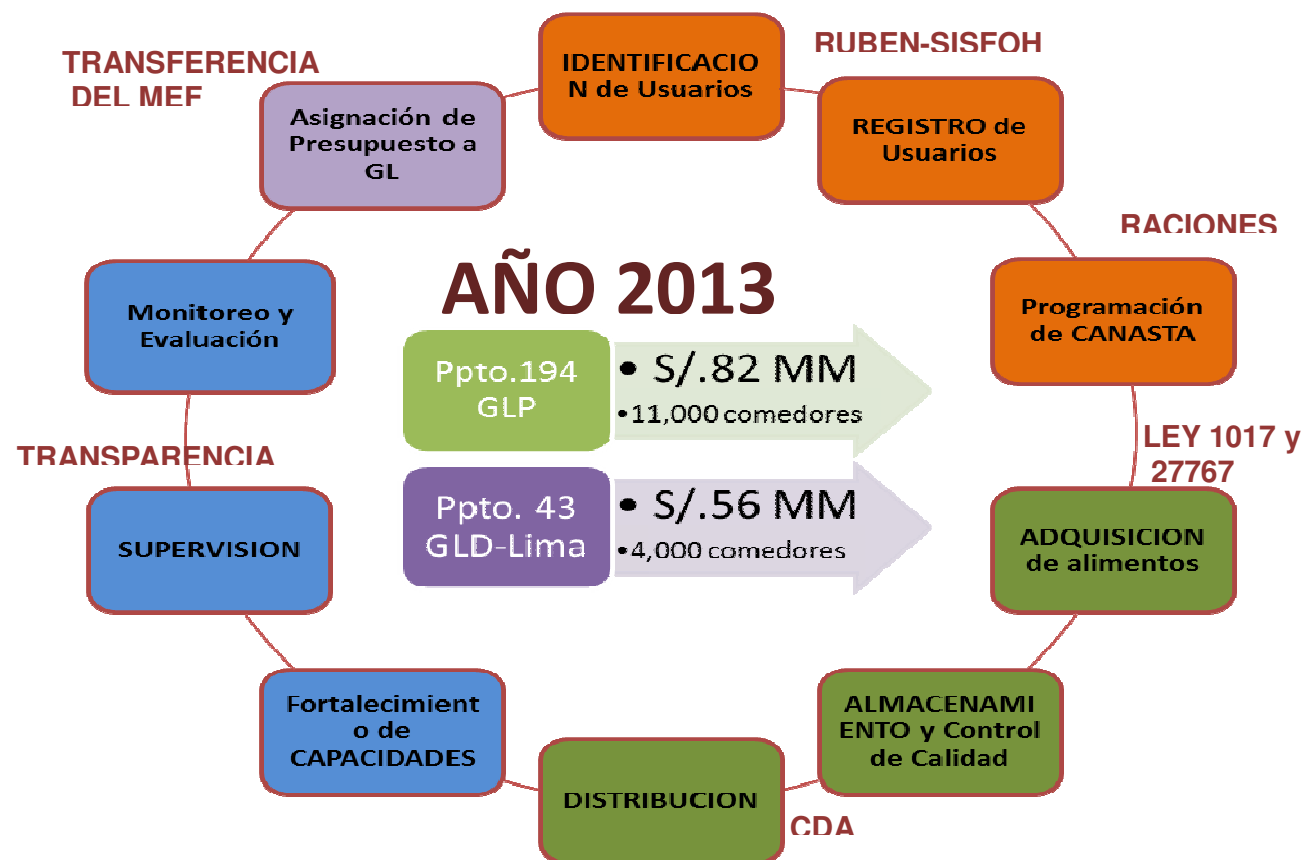 TRANSFERENCIA
DEL MEF
IDENTIFICACIO
N de Usuarios
RUBEN-SISFOH
Asignación de
Presupuesto a
GL
REGISTRO de
Usuarios
RACIONES
AÑO 2013
Monitoreo y
Evaluación
Programación
de CANASTA
Ppto.194
GLP
• S/.82 MM
•11,000 comedores
LEY 1017 y
27767
TRANSPARENCIA
Ppto. 43
GLD-Lima
• S/.56 MM
•4,000 comedores
SUPERVISION
ADQUISICION
de alimentos
Fortalecimient
o de
CAPACIDADES
ALMACENAMI
ENTO y Control
de Calidad
DISTRIBUCION
CDA